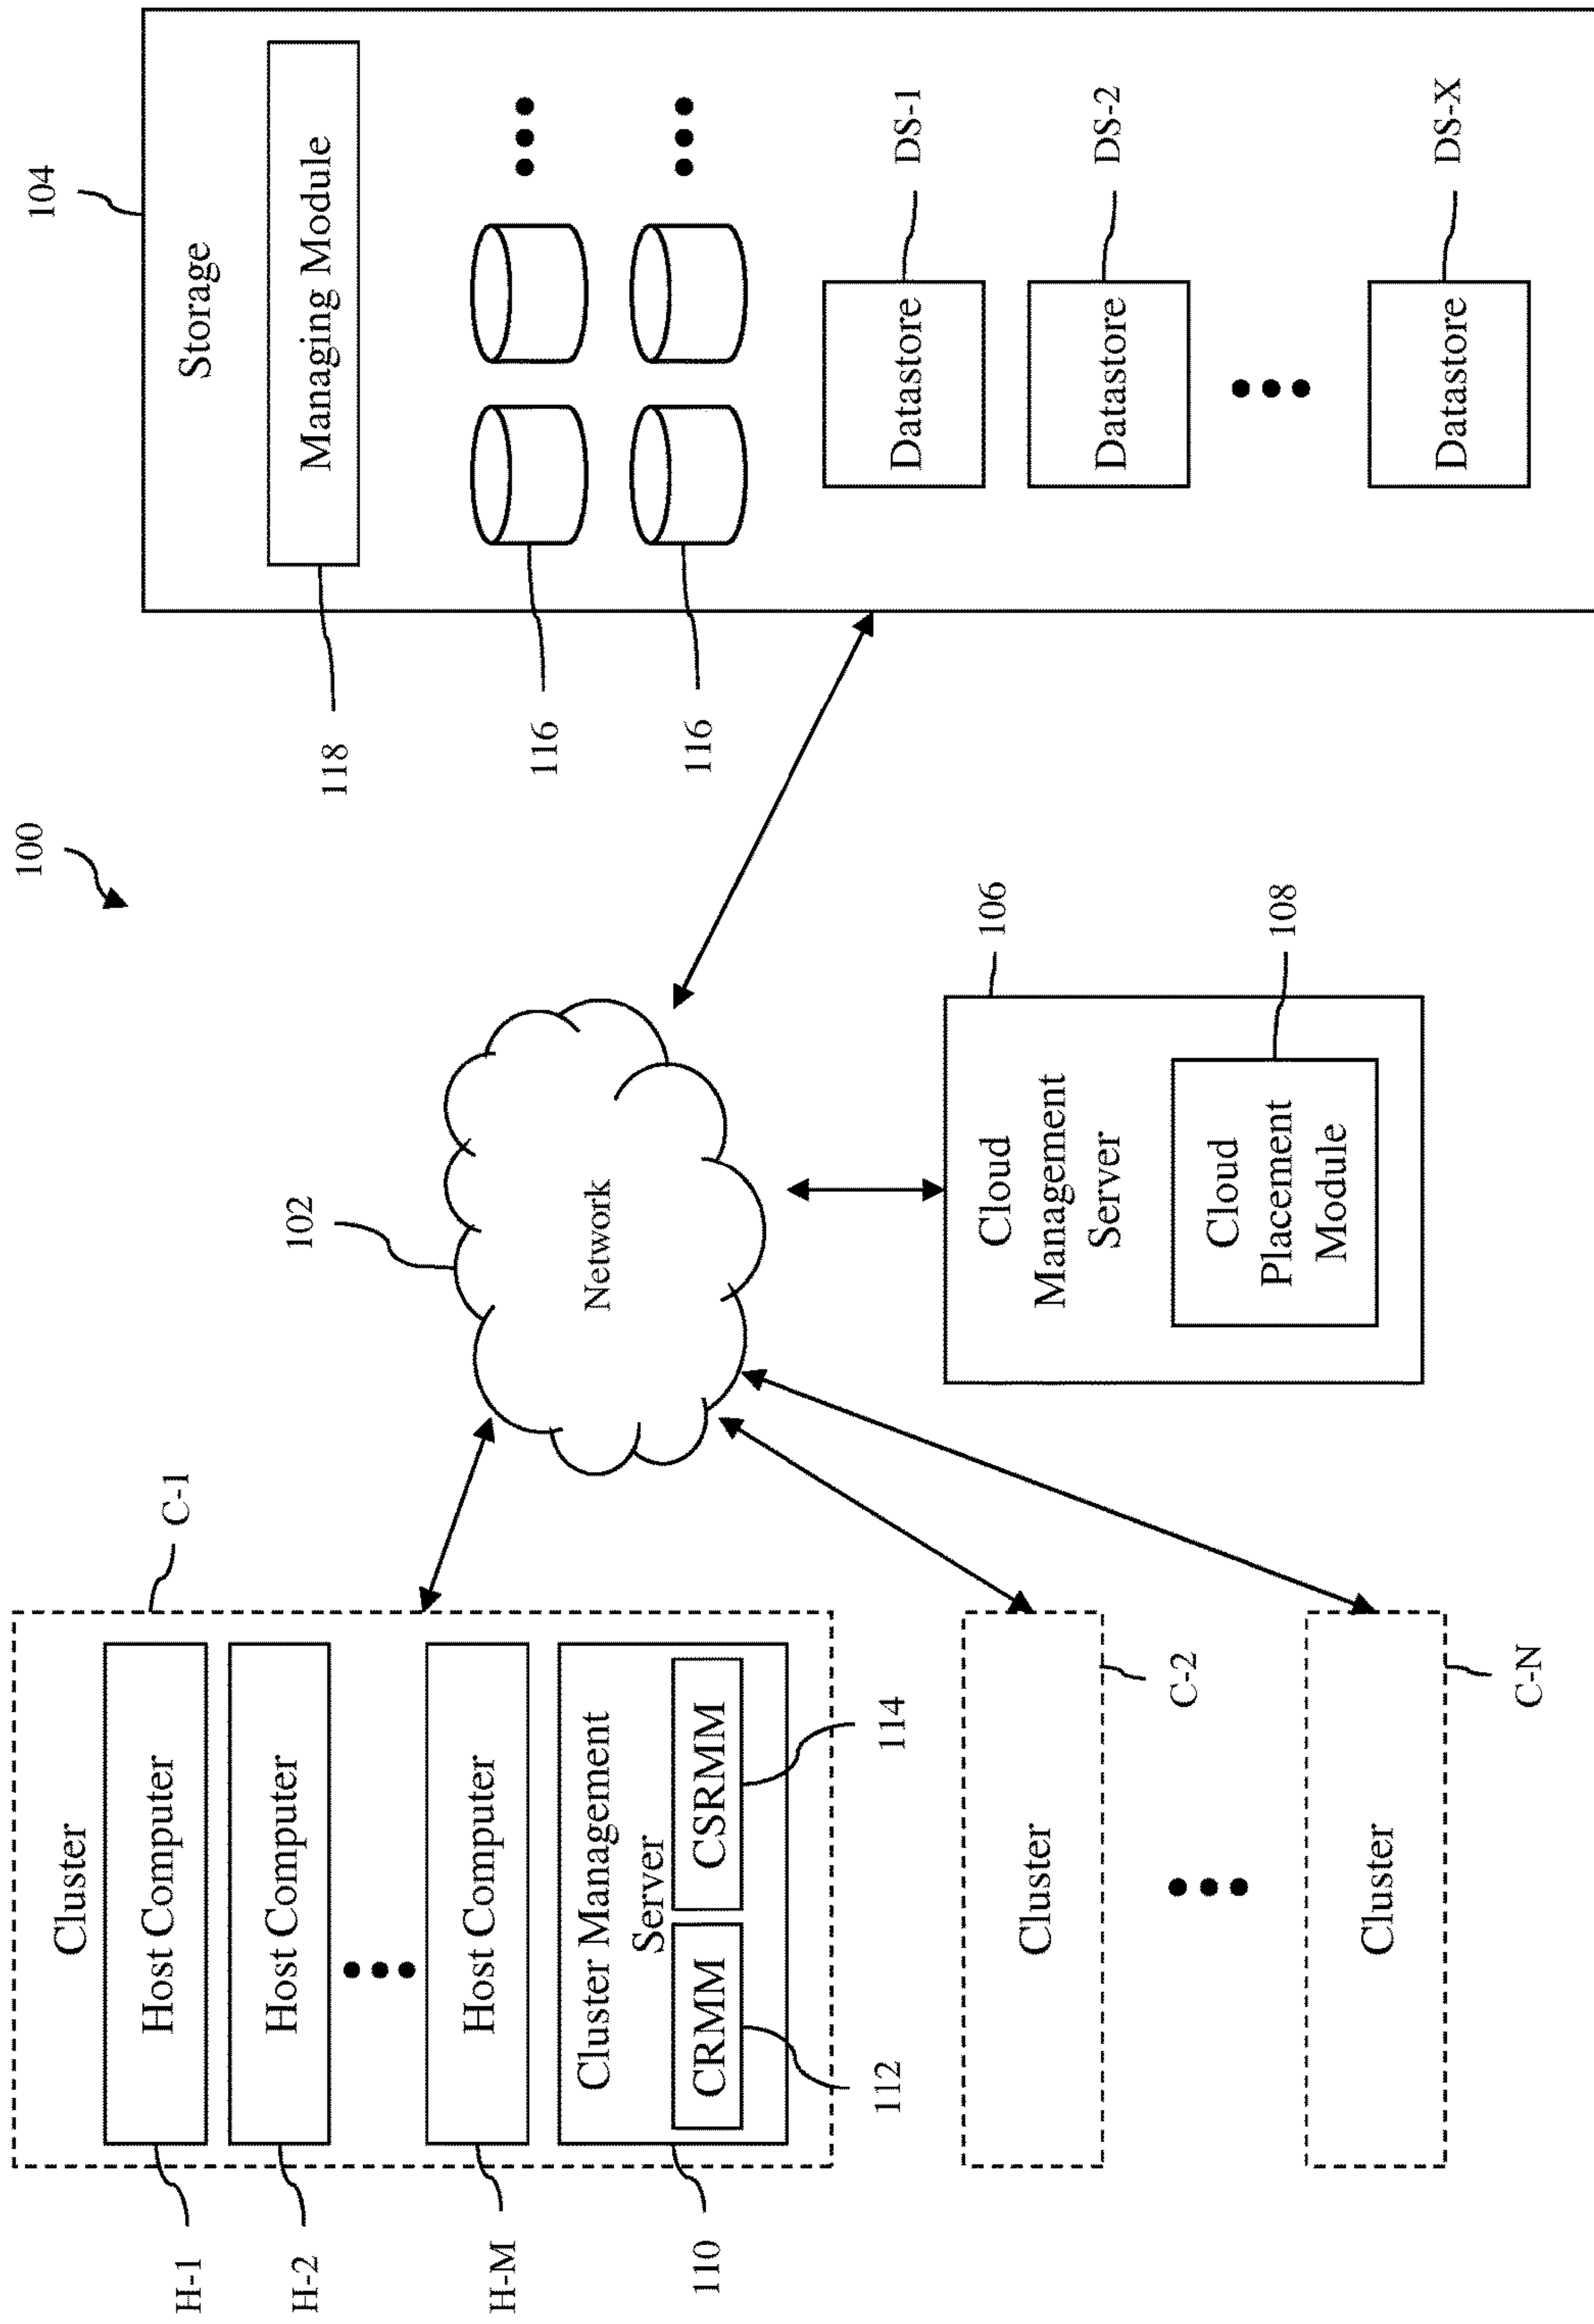 100
C-1
Cluster
H-1
Host Computer
H-2
Host Computer
H-M
Host Computer
110
Cluster Management
Server
CRMM
CSRMM
112
114
Cluster
C-2
Cluster
C-N
102
Network
106
Cloud
Management
Server
108
Cloud
Placement
Module
104
Storage
118
Managing Module
116
116
Datastore
DS-1
Datastore
DS-2
Datastore
DS-X